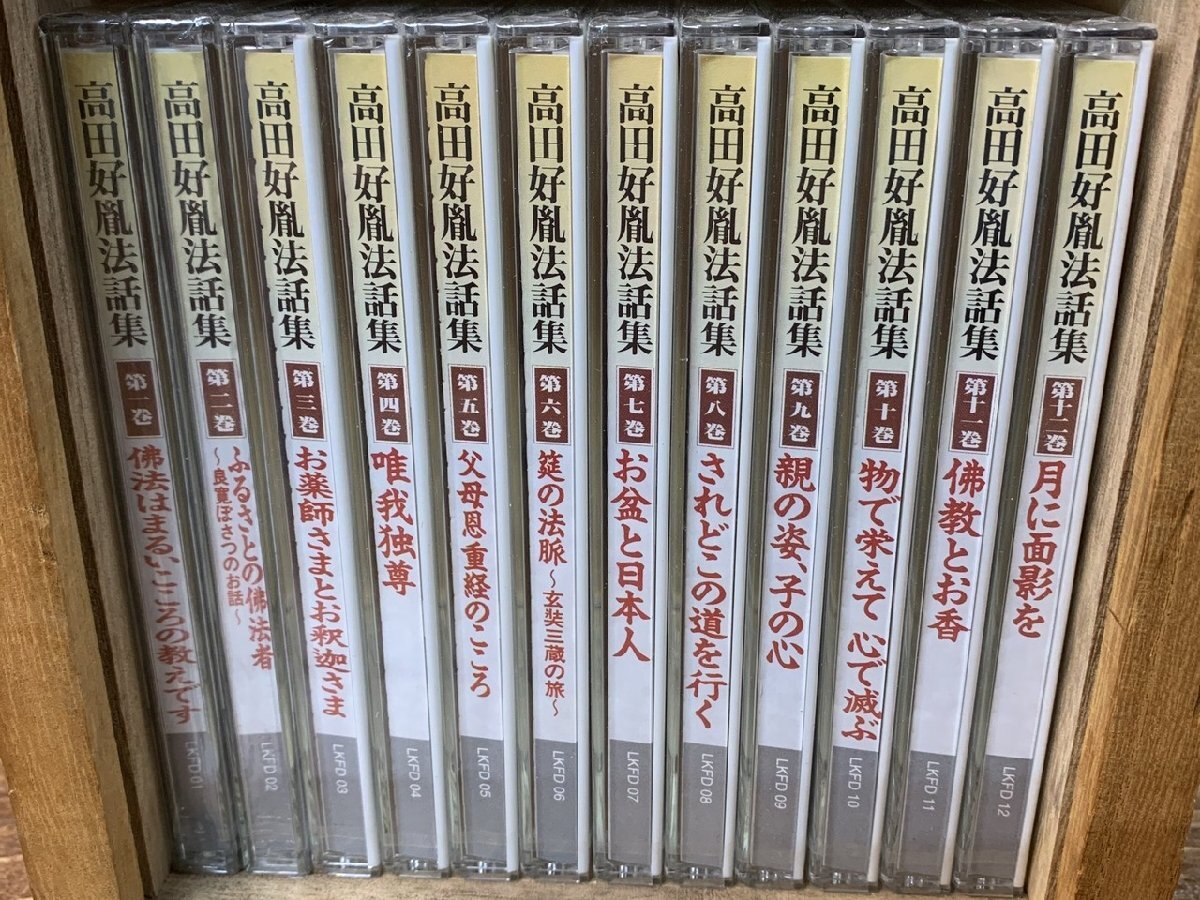 高田好胤法話集
第一巻
佛法はまるいこころの教えです
LKFD 01
高田好胤法話集
第二巻
ふるさとの佛法者
～良寛ぼさつのお話～
LKFD 02
高田好胤法話集
第三巻
お薬師さまとお釈迦さま
LKFD 03
高田好胤法話集
第四巻
唯我独尊
LKFD 04
高田好胤法話集
第五巻
父母恩重経のこころ
LKFD 05
高田好胤法話集
第六巻
筵の法脈～玄奘三蔵の旅～
LKFD 06
高田好胤法話集
第七巻
お盆と日本人
LKFD 07
高田好胤法話集
第八巻
されどこの道を行く
LKFD 08
高田好胤法話集
第九巻
親の姿、子の心
LKFD 09
高田好胤法話集
第十巻
物で栄えて 心で滅ぶ
LKFD 10
高田好胤法話集
第十一巻
佛教とお香
LKFD 11
高田好胤法話集
第十二巻
月に面影を
LKFD 12